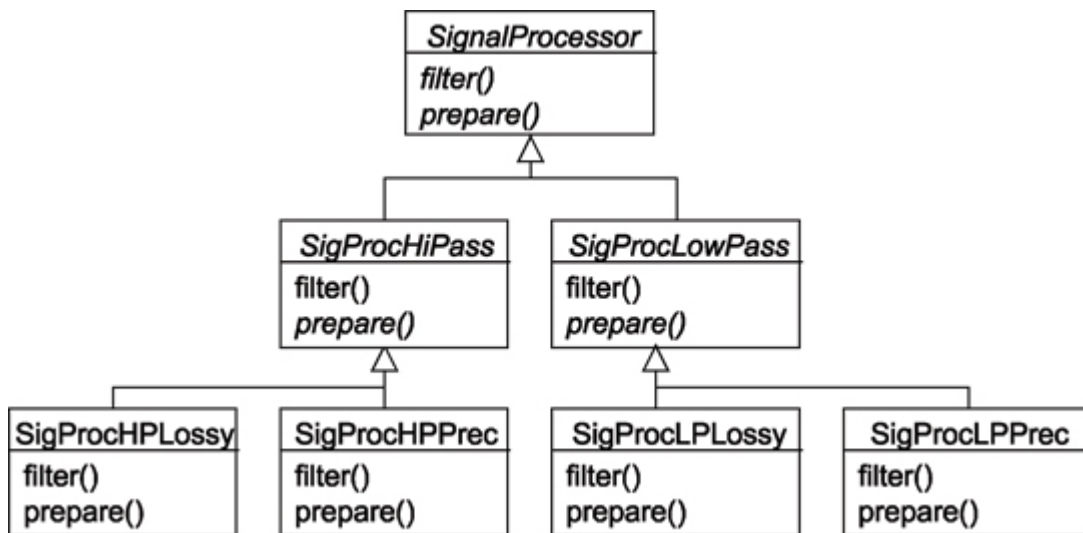 SignalProcessor
filter()
prepare()
SigProcHiPass
filter()
prepare()
SigProcLowPass
filter()
prepare()
SigProcHPLossy
filter()
prepare()
SigProcHPPrec
filter()
prepare()
SigProcLPLossy
filter()
prepare()
SigProcLPPrec
filter()
prepare()